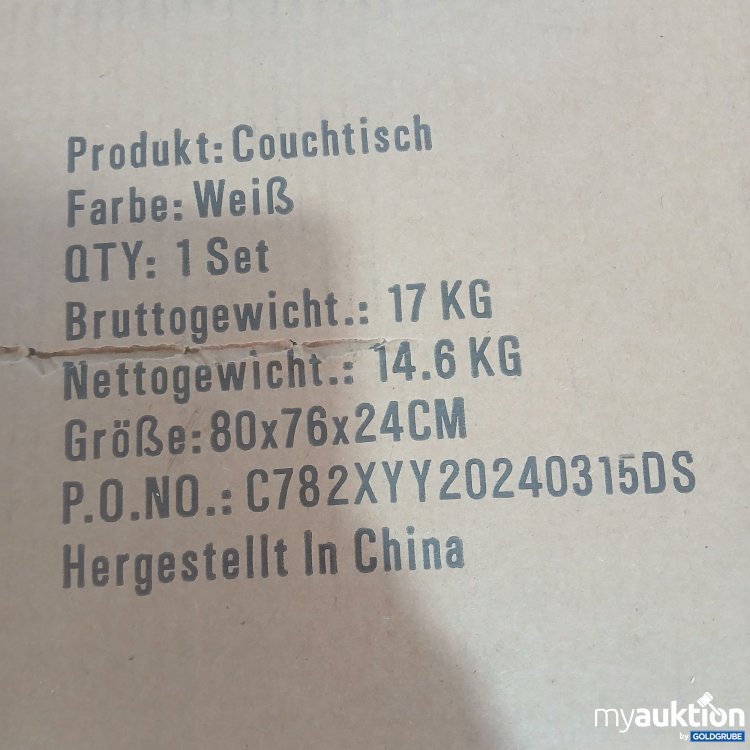 Produkt: Couchtisch
Farbe: Weiß
QTY: 1 Set
Bruttogewicht.: 17 KG
Nettogewicht.: 14.6 KG
Größe: 80x76x24CM
P.O.NO.: C782XYY20240315DS
Hergestellt In China
myauktion
by GOLDGRUBE